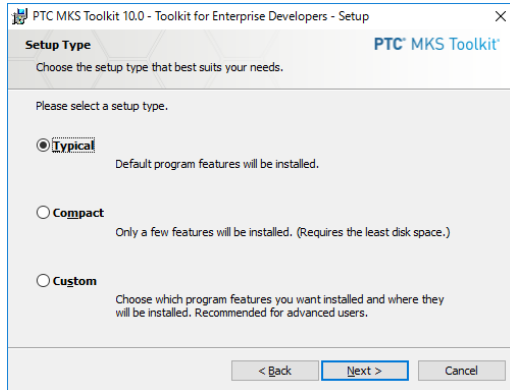 PTC MKS Toolkit 10.0 - Toolkit for Enterprise Developers - Setup
Setup Type
PTC® MKS Toolkit®
Choose the setup type that best suits your needs.
Please select a setup type.
Typical
Default program features will be installed.
Compact
Only a few features will be installed. (Requires the least disk space.)
Custom
Choose which program features you want installed and where they
will be installed. Recommended for advanced users.
< Back
Next >
Cancel